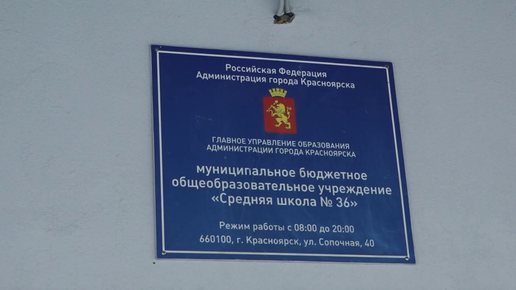 Российская Федерация
Администрация города Красноярска
ГЛАВНОЕ УПРАВЛЕНИЕ ОБРАЗОВАНИЯ
АДМИНИСТРАЦИИ ГОРОДА КРАСНОЯРСКА
муниципальное бюджетное
общеобразовательное учреждение
«Средняя школа № 36»
Режим работы с 08:00 до 20:00
660100, г. Красноярск, ул. Сопочная, 40